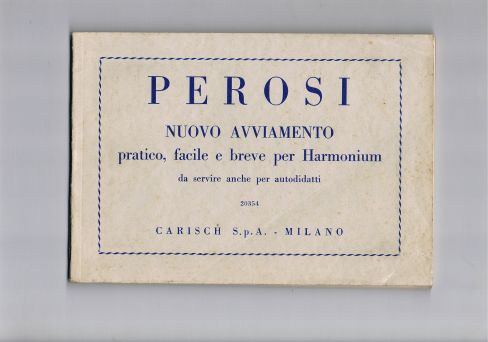 PEROSI
NUOVO AVVIAMENTO
pratico, facile e breve per Harmonium
da servire anche per autodidatti
20354
CARISCH S.p.A. - MILANO